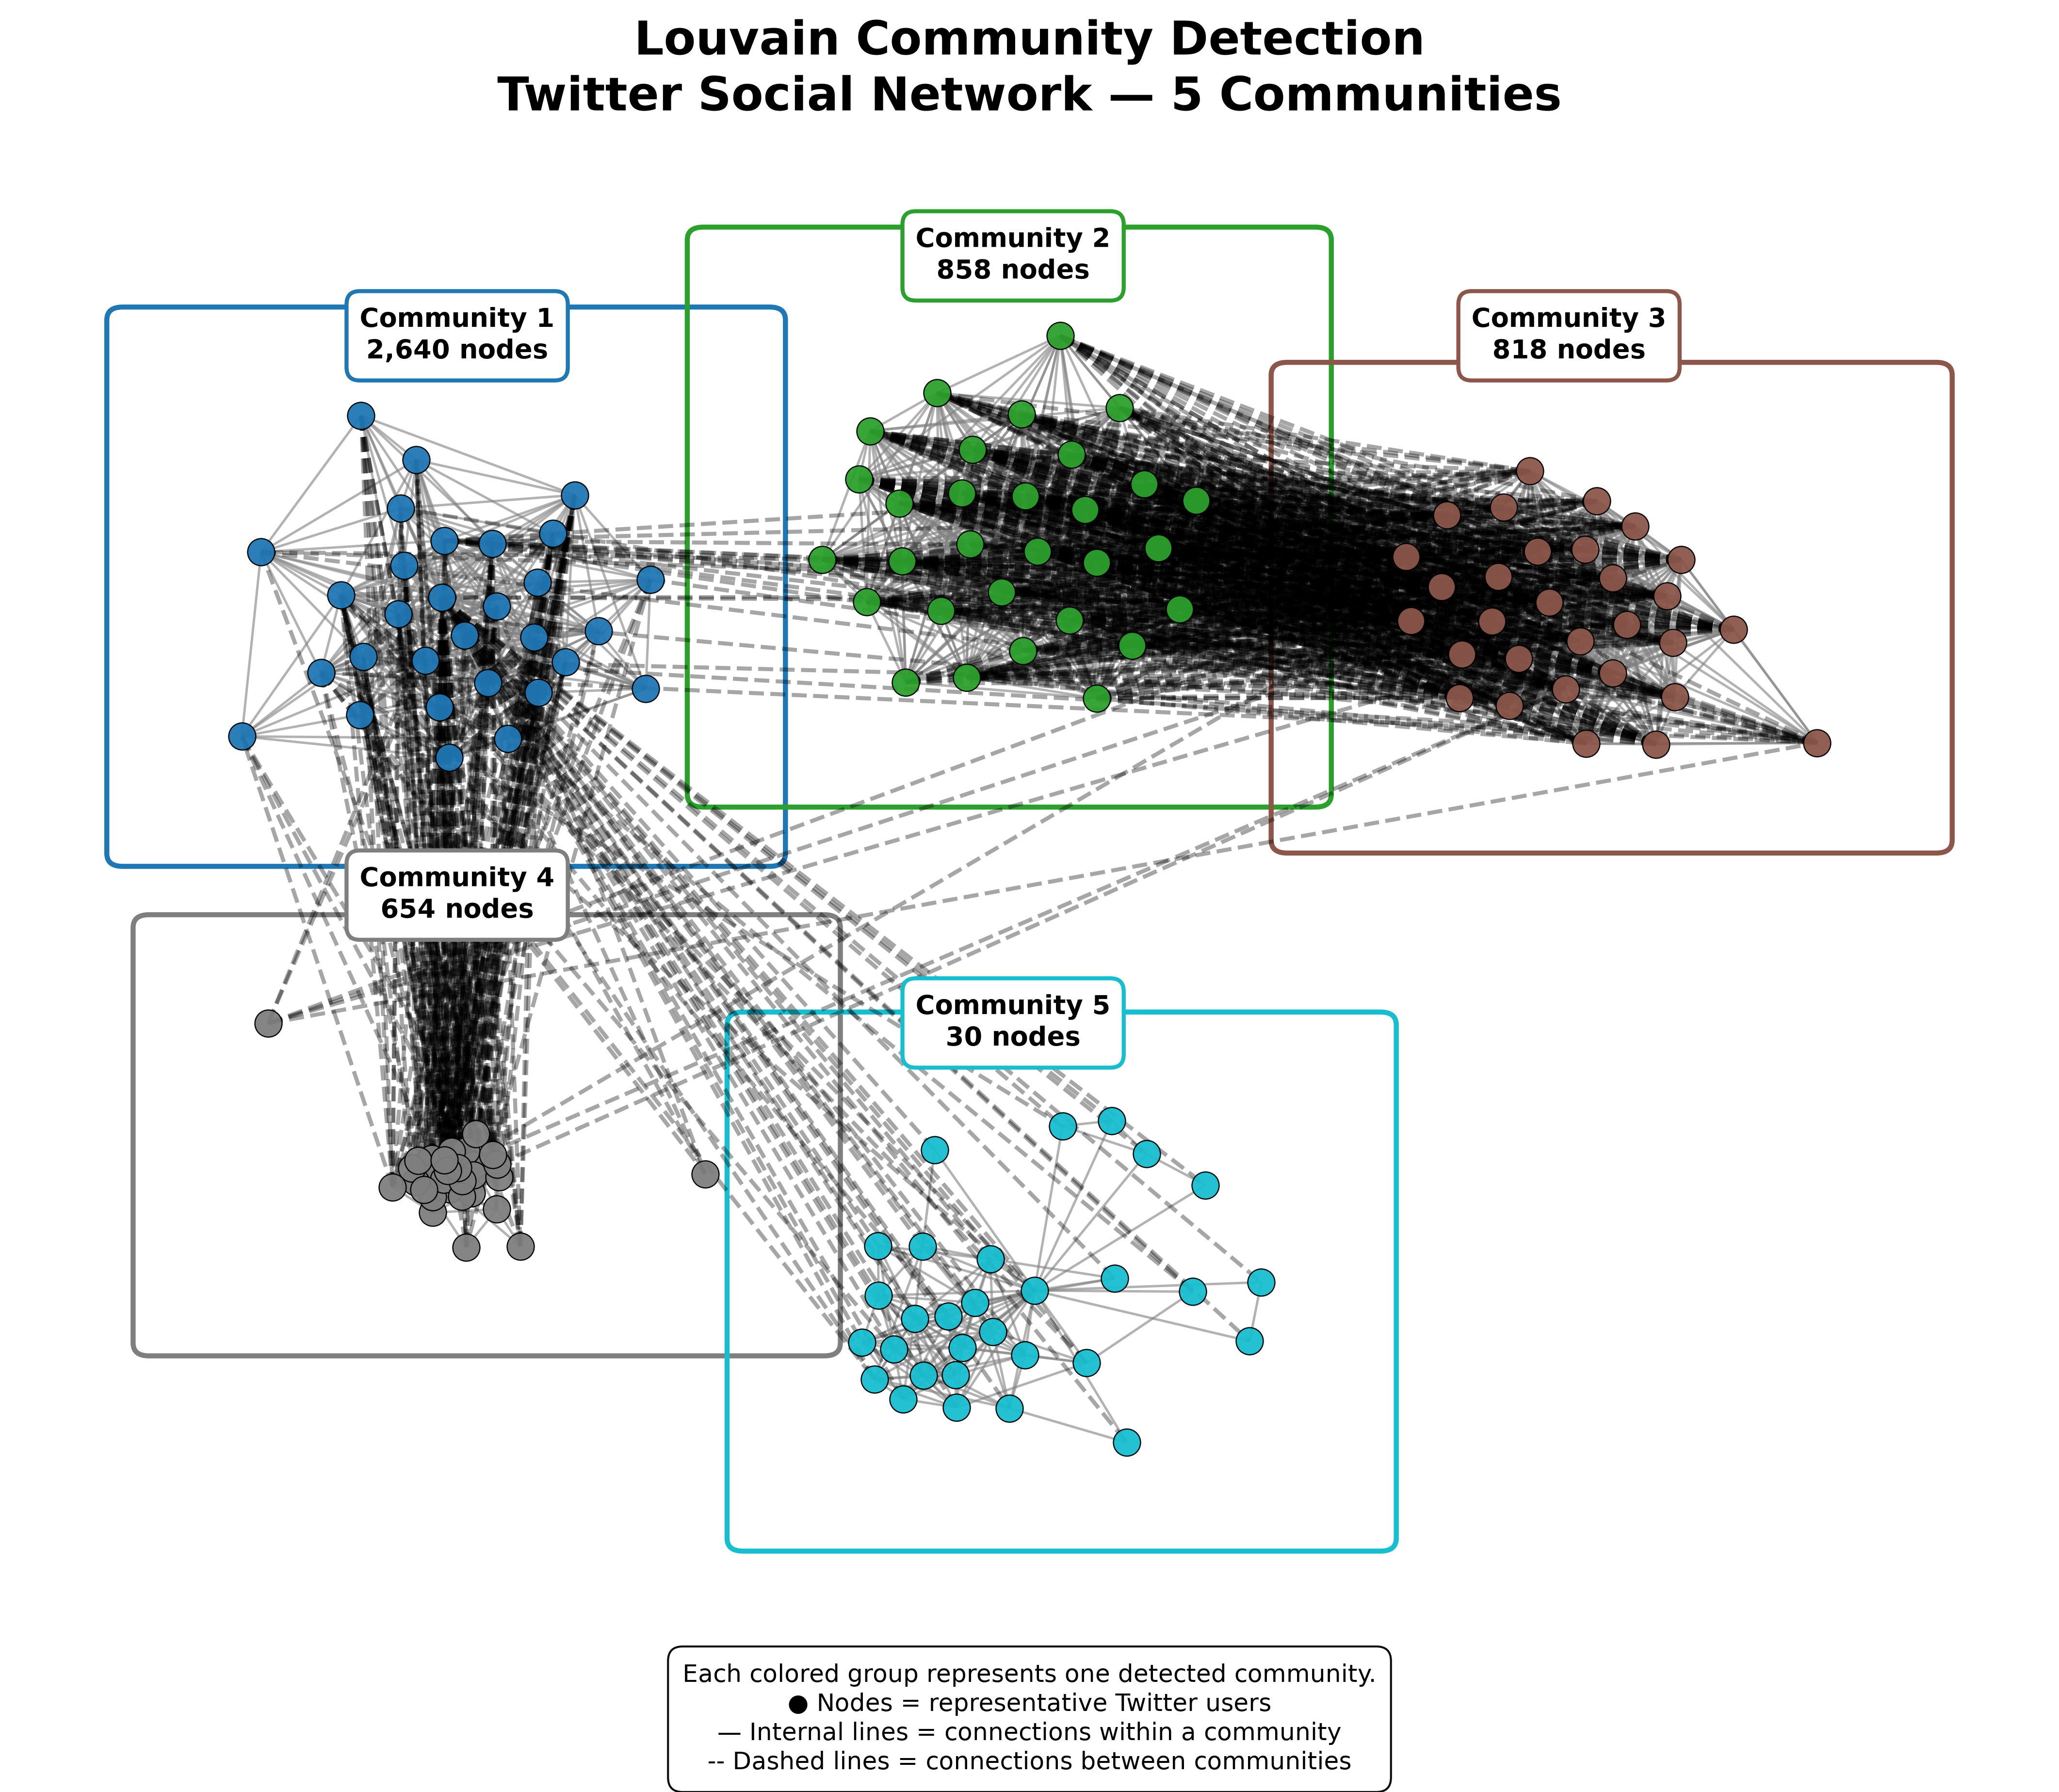 Louvain Community Detection
Twitter Social Network — 5 Communities
Community 2
858 nodes
Community 1
2,640 nodes
Community 3
818 nodes
Community 4
654 nodes
Community 5
30 nodes
Each colored group represents one detected community.
● Nodes = representative Twitter users
— Internal lines = connections within a community
-- Dashed lines = connections between communities